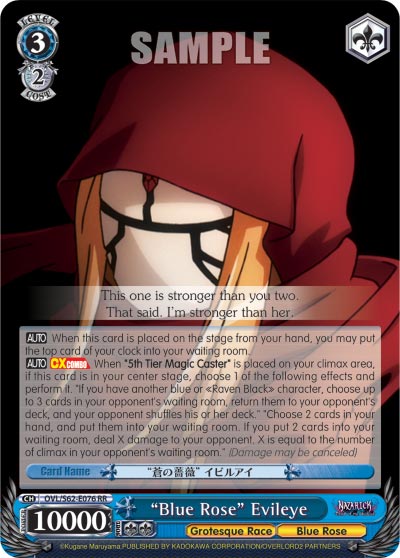 LEVEL
3
2
COST
SAMPLE
This one is stronger than you two.
That said. I'm stronger than her.
AUTO When this card is placed on the stage from your hand, you may put
the top card of your clock into your waiting room.
AUTO CXCOMBO When "5th Tier Magic Caster" is placed on your climax area,
if this card is in your center stage, choose 1 of the following effects and
perform it. "If you have another blue or «Raven Black» character, choose up
to 3 cards in your opponent's waiting room, return them to your opponent's
deck, and your opponent shuffles his or her deck." "Choose 2 cards in your
hand, and put them into your waiting room. If you put 2 cards into your
waiting room, deal X damage to your opponent. X is equal to the number
of climax in your opponent's waiting room." (Damage may be canceled)
Card Name "蒼の薔薇" イビルアイ
CH OVL/S62-E076 RR
10000
"Blue Rose" Evileye
NAZARICK
Grotesque Race Blue Rose
©Kugane Maruyama,PUBLISHED BY KADOKAWA CORPORATION/OVERLORD2 PARTNERS